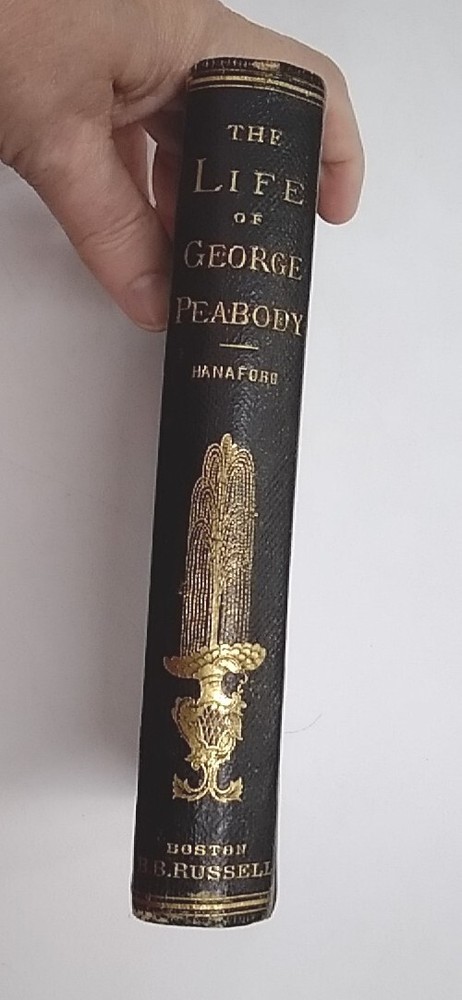 THE
LIFE
OF
GEORGE
PEABODY
HANAFORD
BOSTON
B.B.RUSSELL